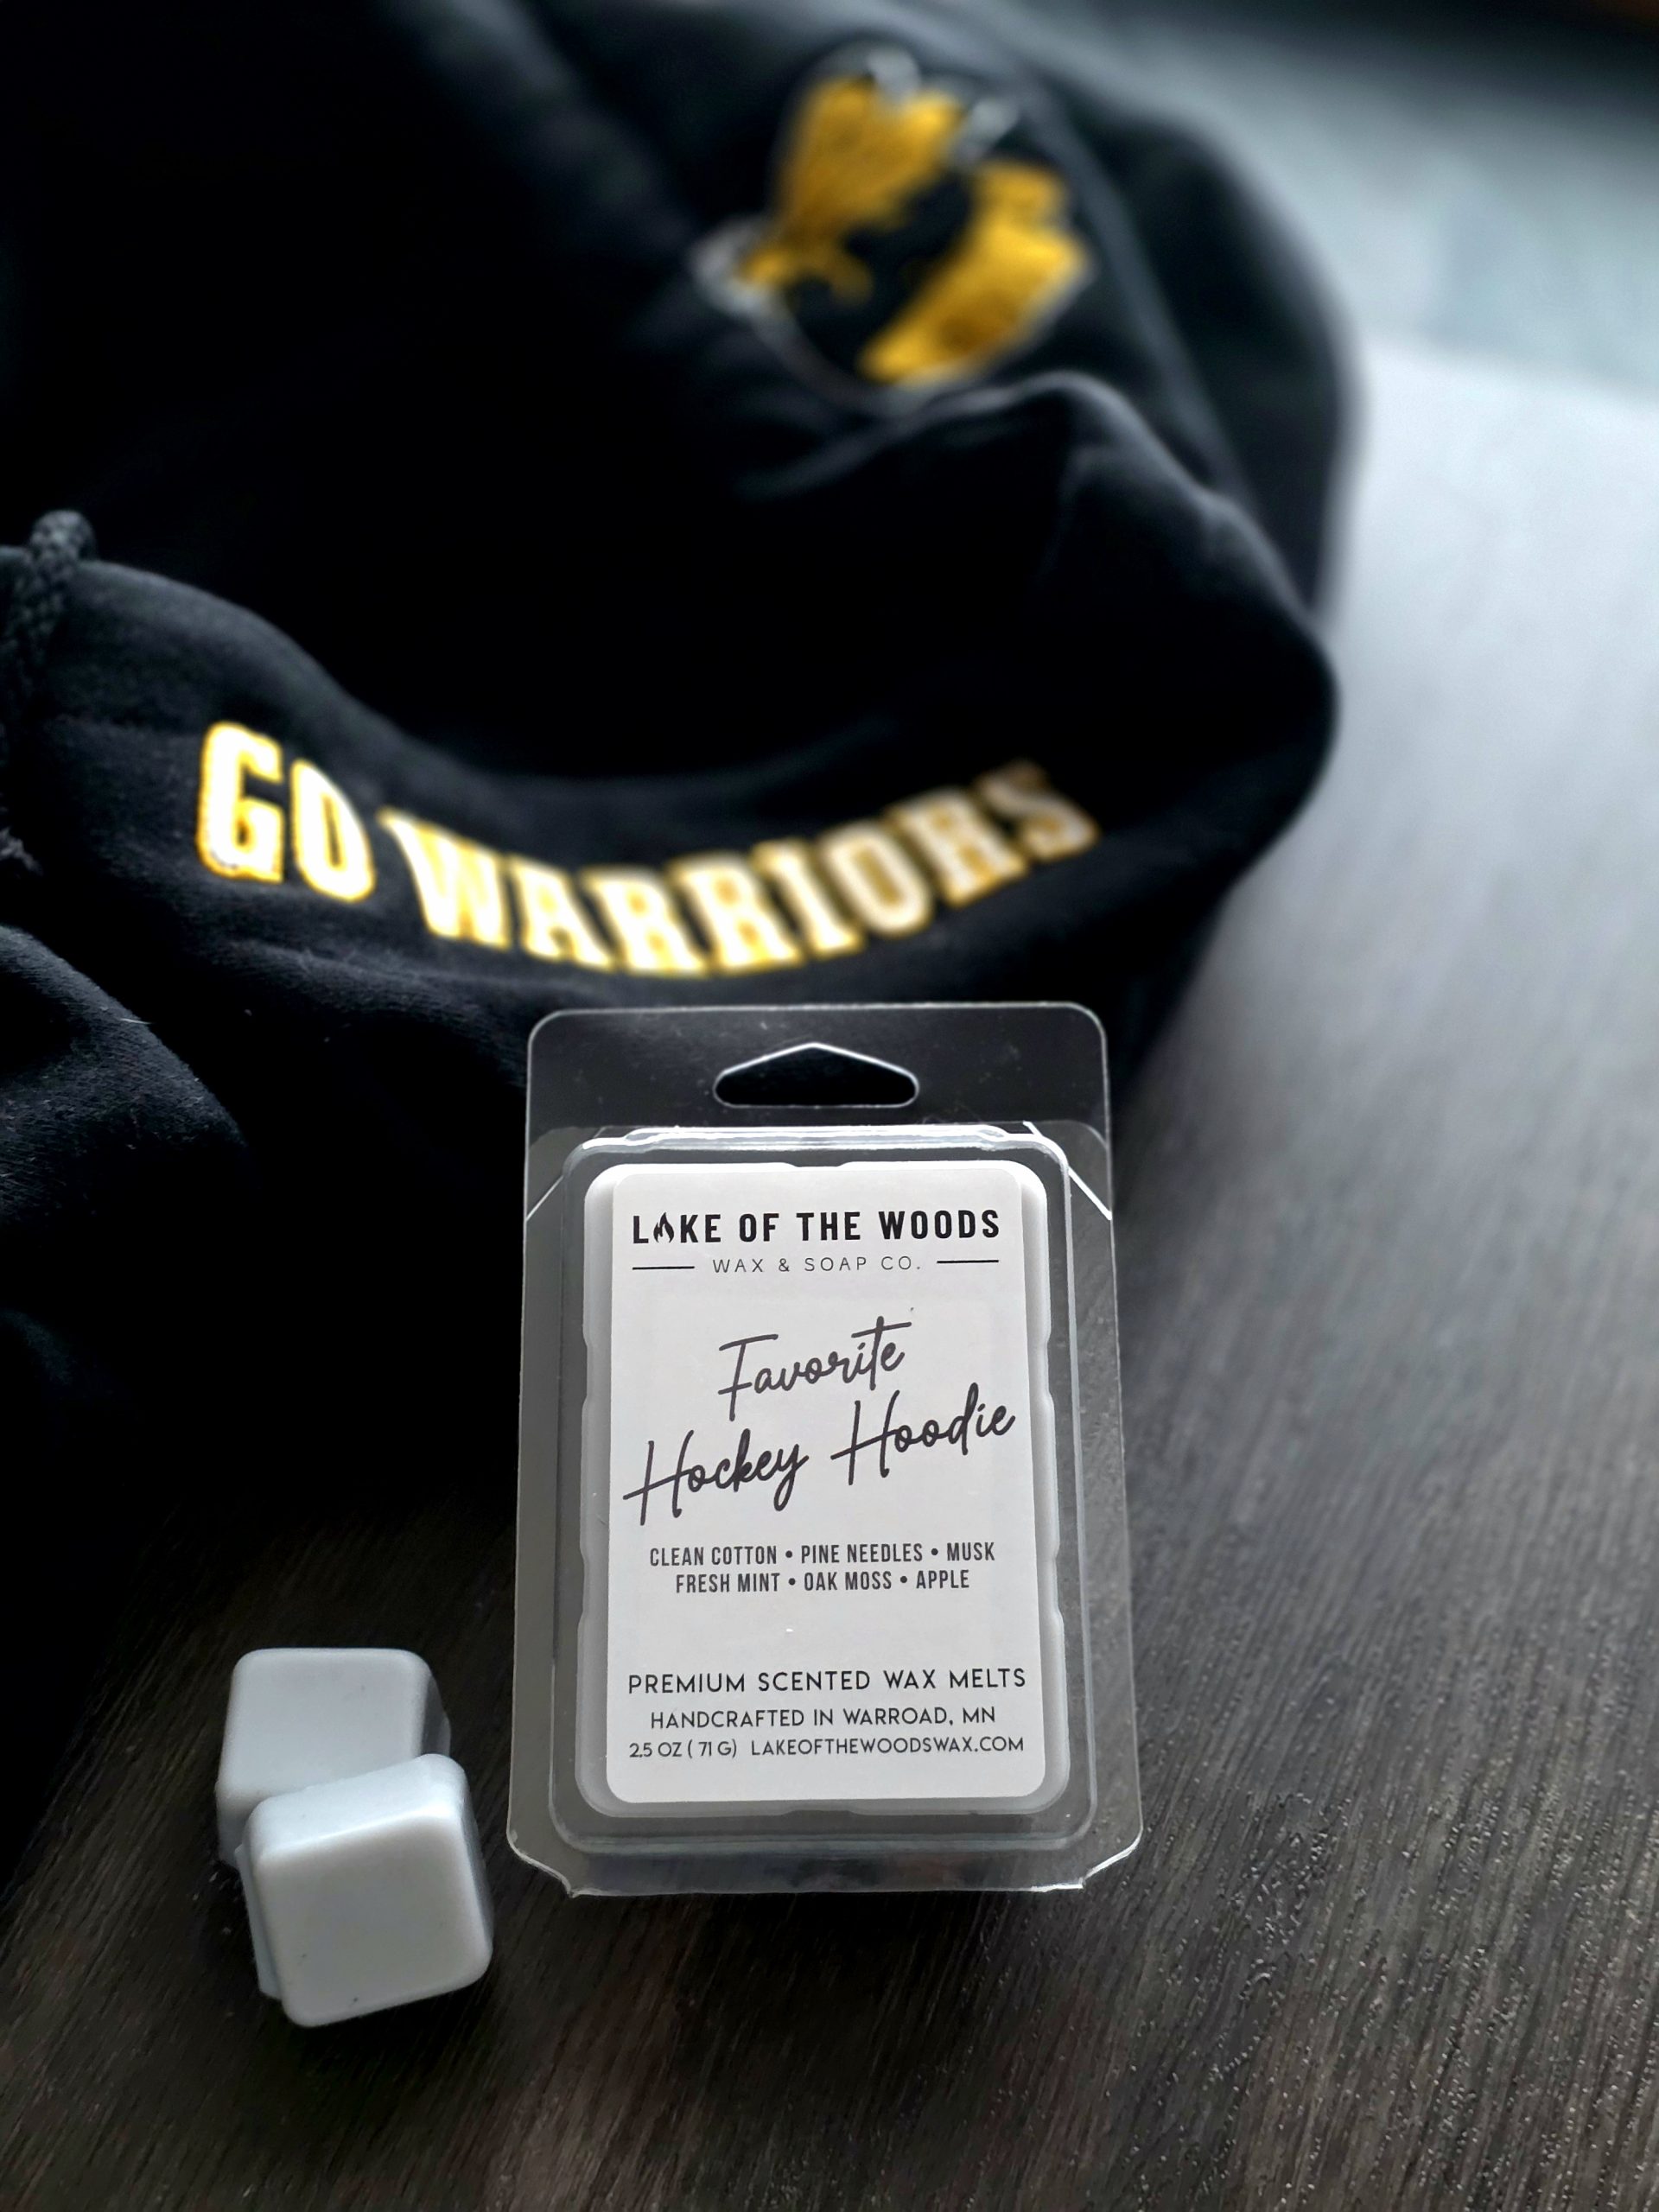 GO WARRIORS
LAKE OF THE WOODS
WAX & SOAP CO.
Favorite
Hockey Hoodie
CLEAN COTTON • PINE NEEDLES • MUSK
FRESH MINT • OAK MOSS • APPLE
PREMIUM SCENTED WAX MELTS
HANDCRAFTED IN WARROAD, MN
2.5 OZ ( 71 G) LAKEOFTHEWOODSWAX.COM